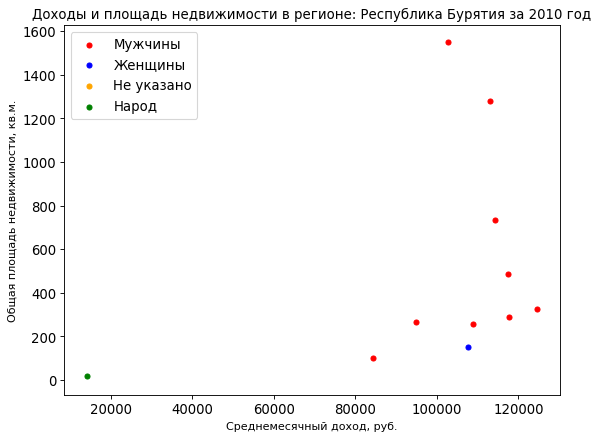 Доходы и площадь недвижимости в регионе: Республика Бурятия за 2010 год
Мужчины
Женщины
Не указано
Народ
Общая площадь недвижимости, кв.м.
1600
1400
1200
1000
800
600
400
200
0
20000 40000 60000 80000 100000 120000
Среднемесячный доход, руб.